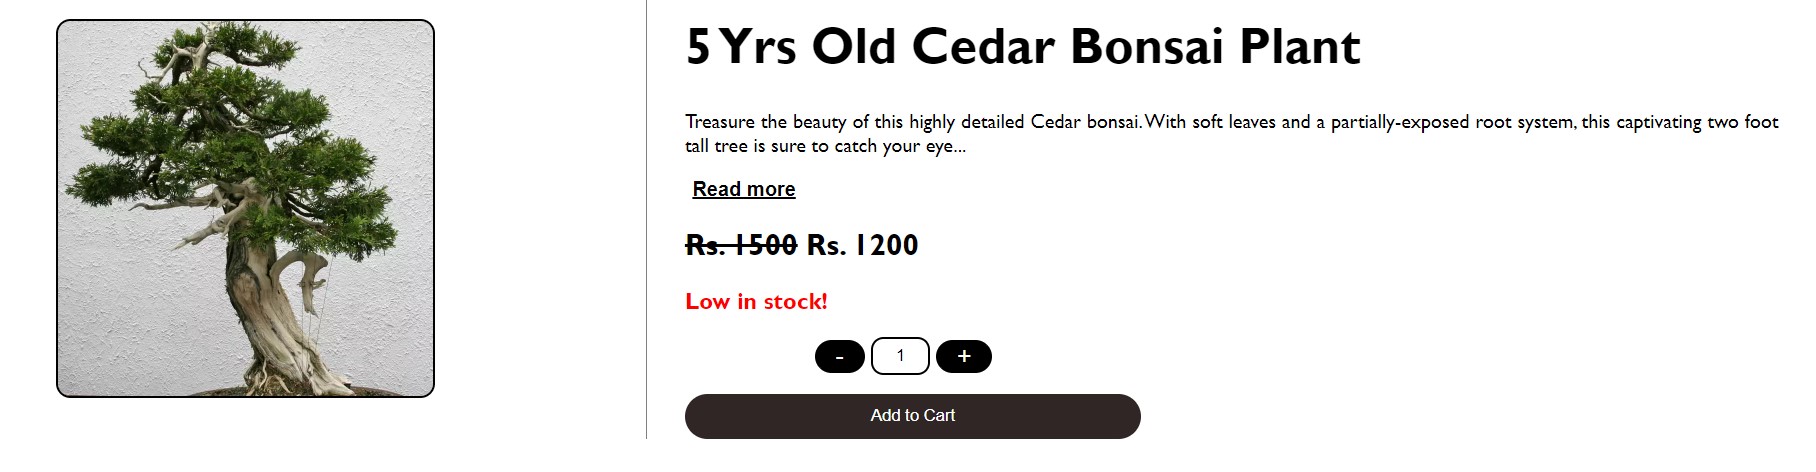 5 Yrs Old Cedar Bonsai Plant
Treasure the beauty of this highly detailed Cedar bonsai. With soft leaves and a partially-exposed root system, this captivating two foot
tall tree is sure to catch your eye...
Read more
Rs. 1500 Rs. 1200
Low in stock!
- 1 +
Add to Cart